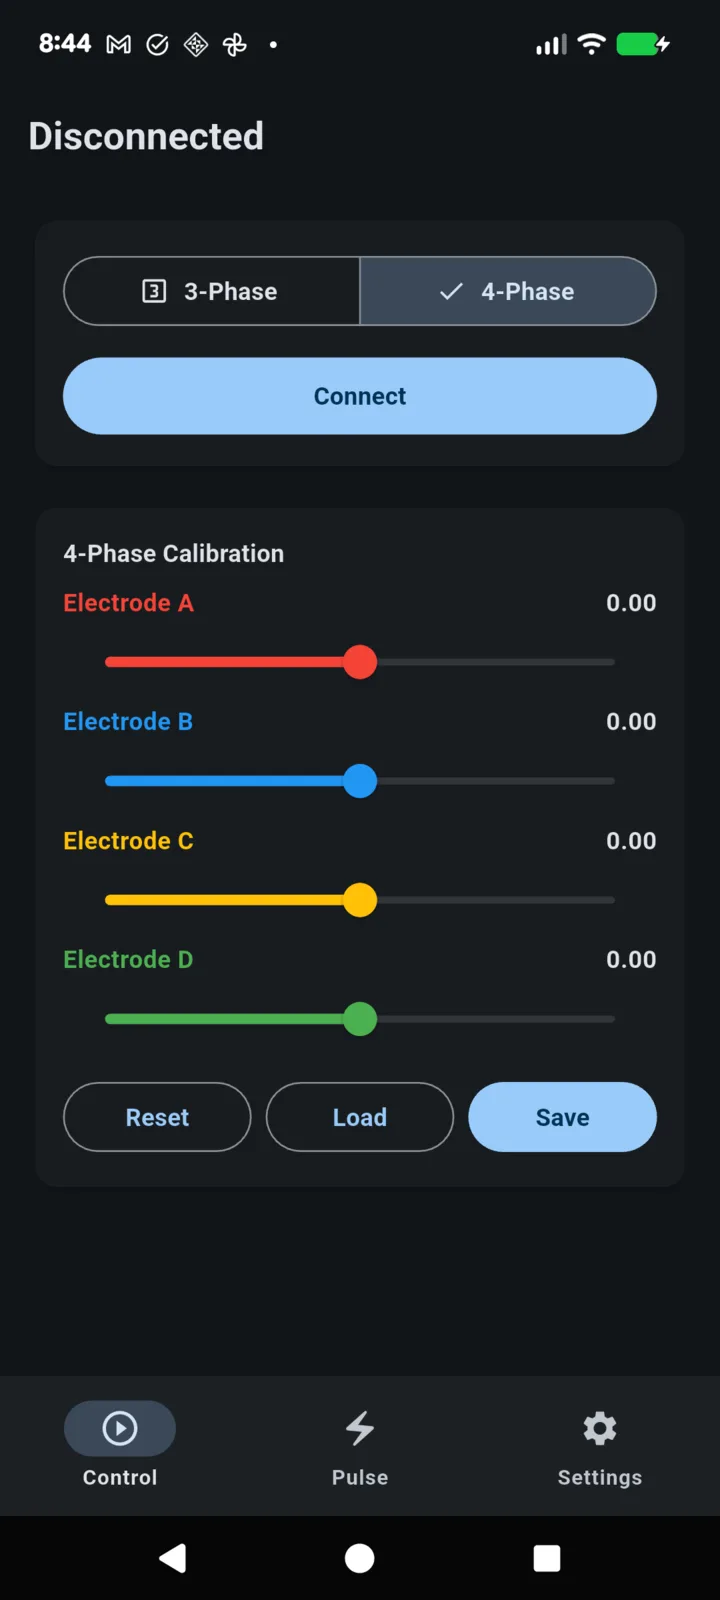 8:44
Disconnected
3 3-Phase
4-Phase
Connect
4-Phase Calibration
Electrode A 0.00
Electrode B 0.00
Electrode C 0.00
Electrode D 0.00
Reset Load Save
Control Pulse Settings